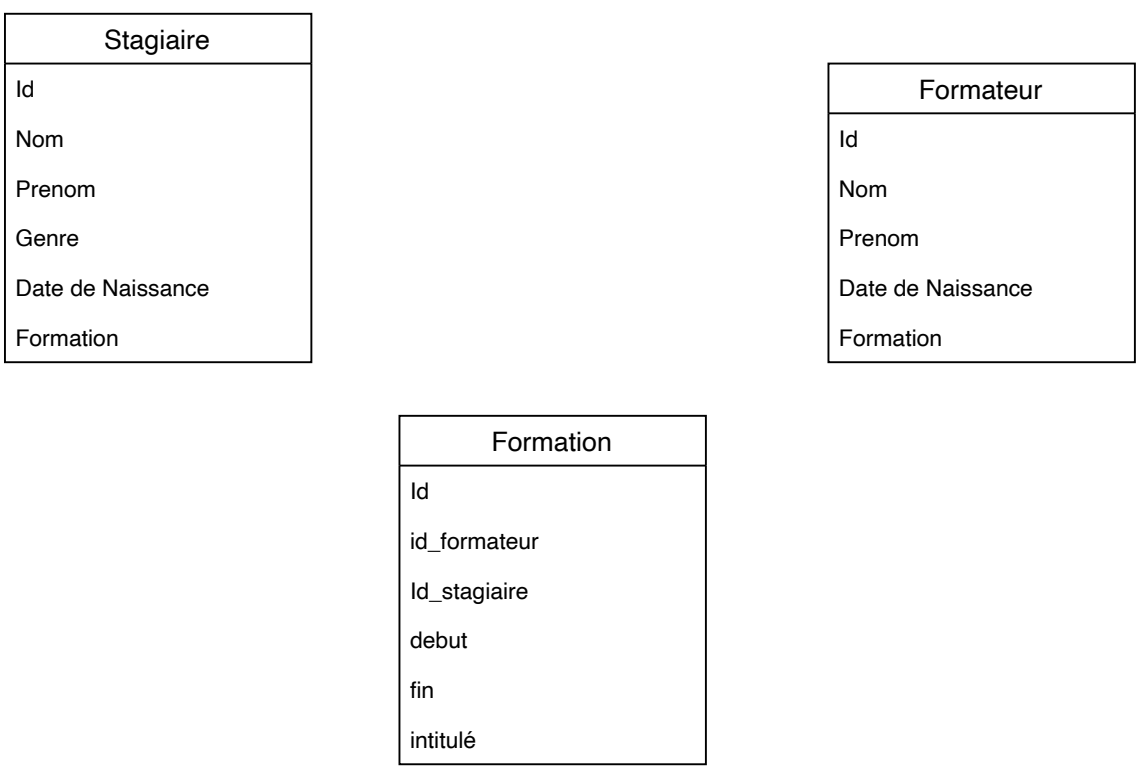 Stagiaire
Id
Nom
Prenom
Genre
Date de Naissance
Formation
Formateur
Id
Nom
Prenom
Date de Naissance
Formation
Formation
Id
id_formateur
Id_stagiaire
debut
fin
intitulé